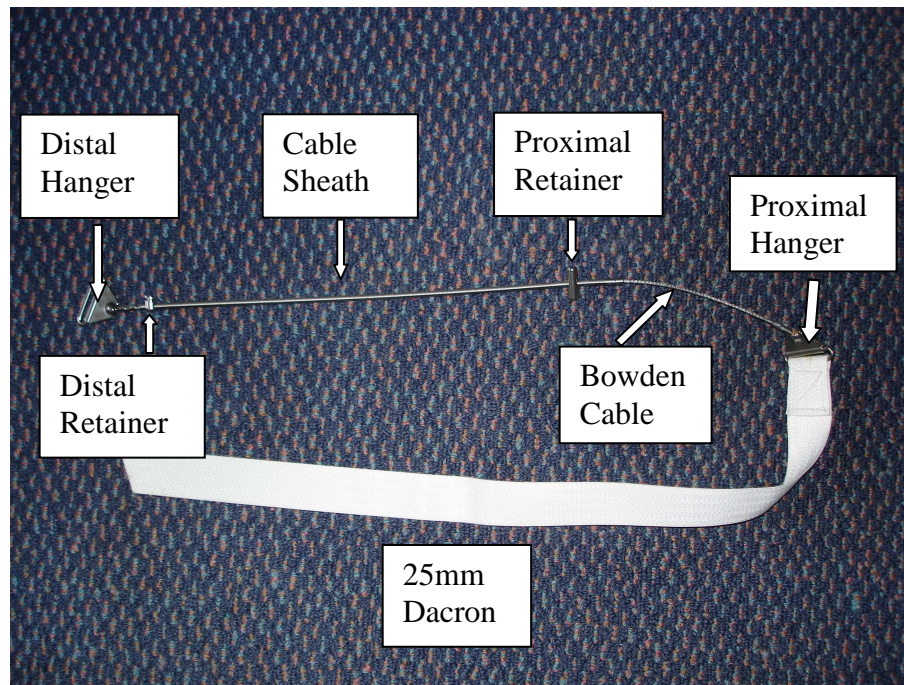 Distal
Hanger
Cable
Sheath
Proximal
Retainer
Proximal
Hanger
Distal
Retainer
Bowden
Cable
25mm
Dacron